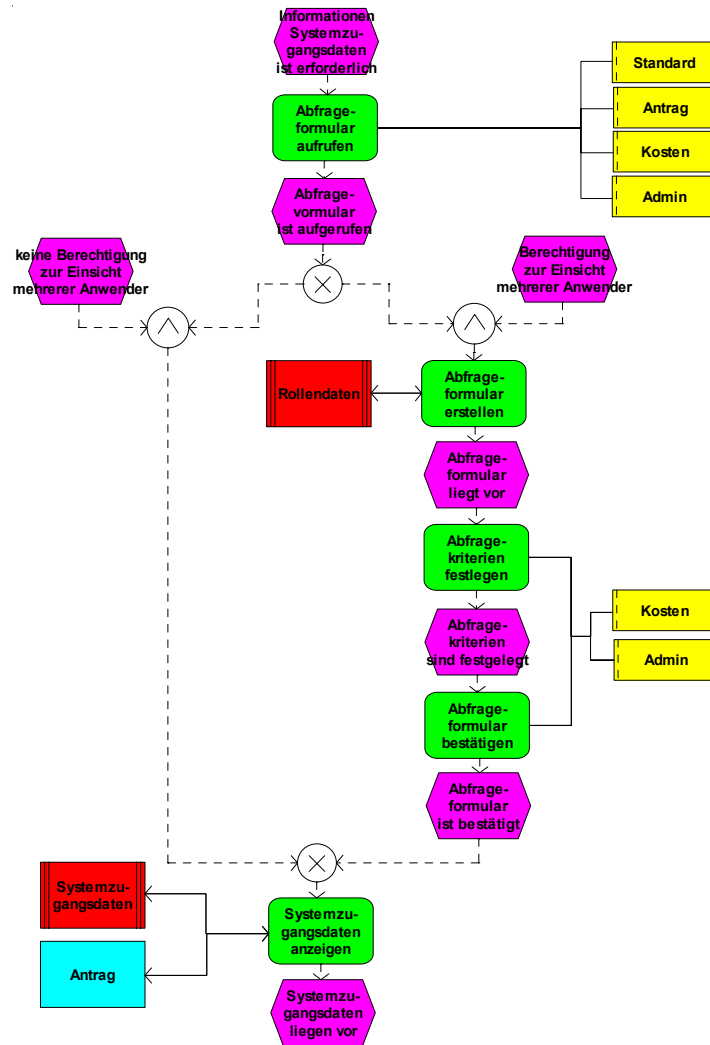 Informationen
Systemzu-
gangsdaten
ist erforderlich
Standard
Abfrage-
formular
aufrufen
Antrag
Kosten
Admin
Abfrage-
vormular
ist aufgerufen
keine Berechtigung
zur Einsicht
mehrerer Anwender
Berechtigung
zur Einsicht
mehrerer Anwender
Rollendaten
Abfrage-
formular
erstellen
Abfrage-
formular
liegt vor
Abfrage-
kriterien
festlegen
Kosten
Abfrage-
kriterien
sind festgelegt
Admin
Abfrage-
formular
bestätigen
Abfrage-
formular
ist bestätigt
Systemzu-
gangsdaten
Systemzu-
gangsdaten
anzeigen
Antrag
Systemzu-
gangsdaten
liegen vor